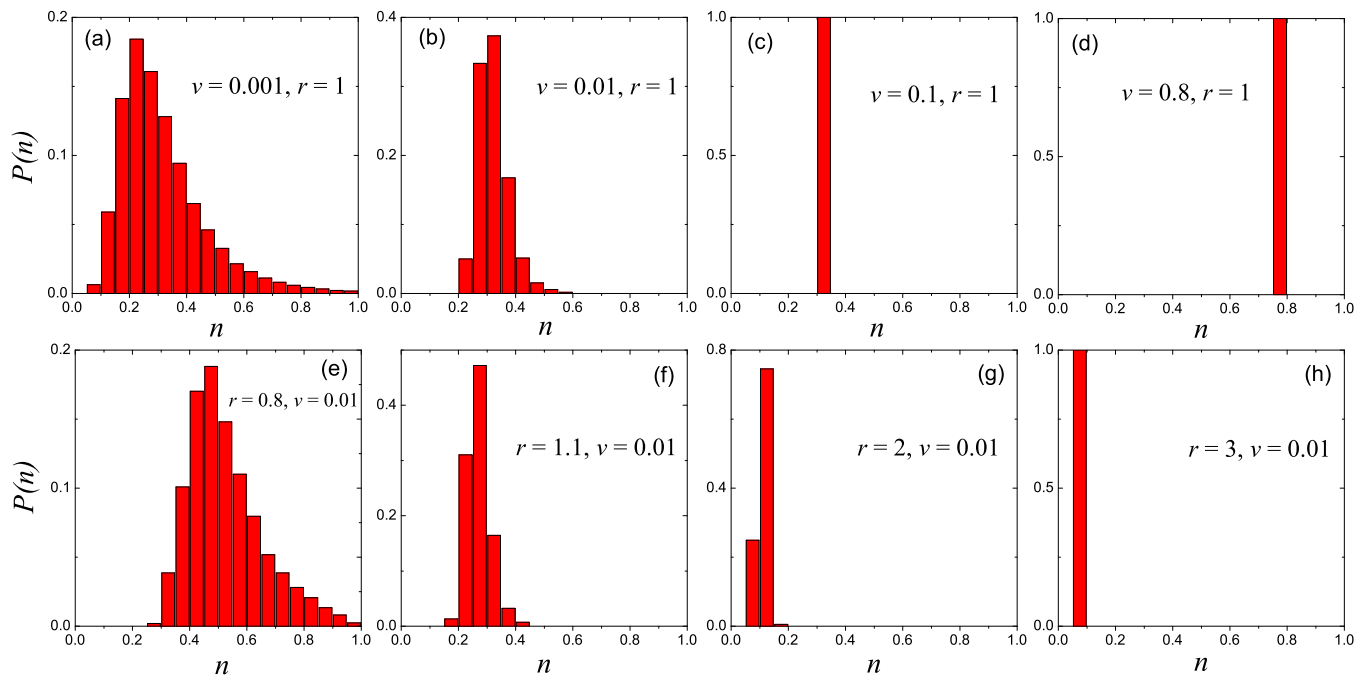 (a)
v = 0.001, r = 1
P(n)
0.2
0.1
0.0
0.0 0.2 0.4 0.6 0.8 1.0
n
(b)
v = 0.01, r = 1
0.4
0.2
0.0
0.0 0.2 0.4 0.6 0.8 1.0
n
(c)
v = 0.1, r = 1
1.0
0.5
0.0
0.0 0.2 0.4 0.6 0.8 1.0
n
(d)
v = 0.8, r = 1
1.0
0.5
0.0
0.0 0.2 0.4 0.6 0.8 1.0
n
(e)
r = 0.8, v = 0.01
P(n)
0.2
0.1
0.0
0.0 0.2 0.4 0.6 0.8 1.0
n
(f)
r = 1.1, v = 0.01
0.4
0.2
0.0
0.0 0.2 0.4 0.6 0.8 1.0
n
(g)
r = 2, v = 0.01
0.8
0.4
0.0
0.0 0.2 0.4 0.6 0.8 1.0
n
(h)
r = 3, v = 0.01
1.0
0.5
0.0
0.0 0.2 0.4 0.6 0.8 1.0
n